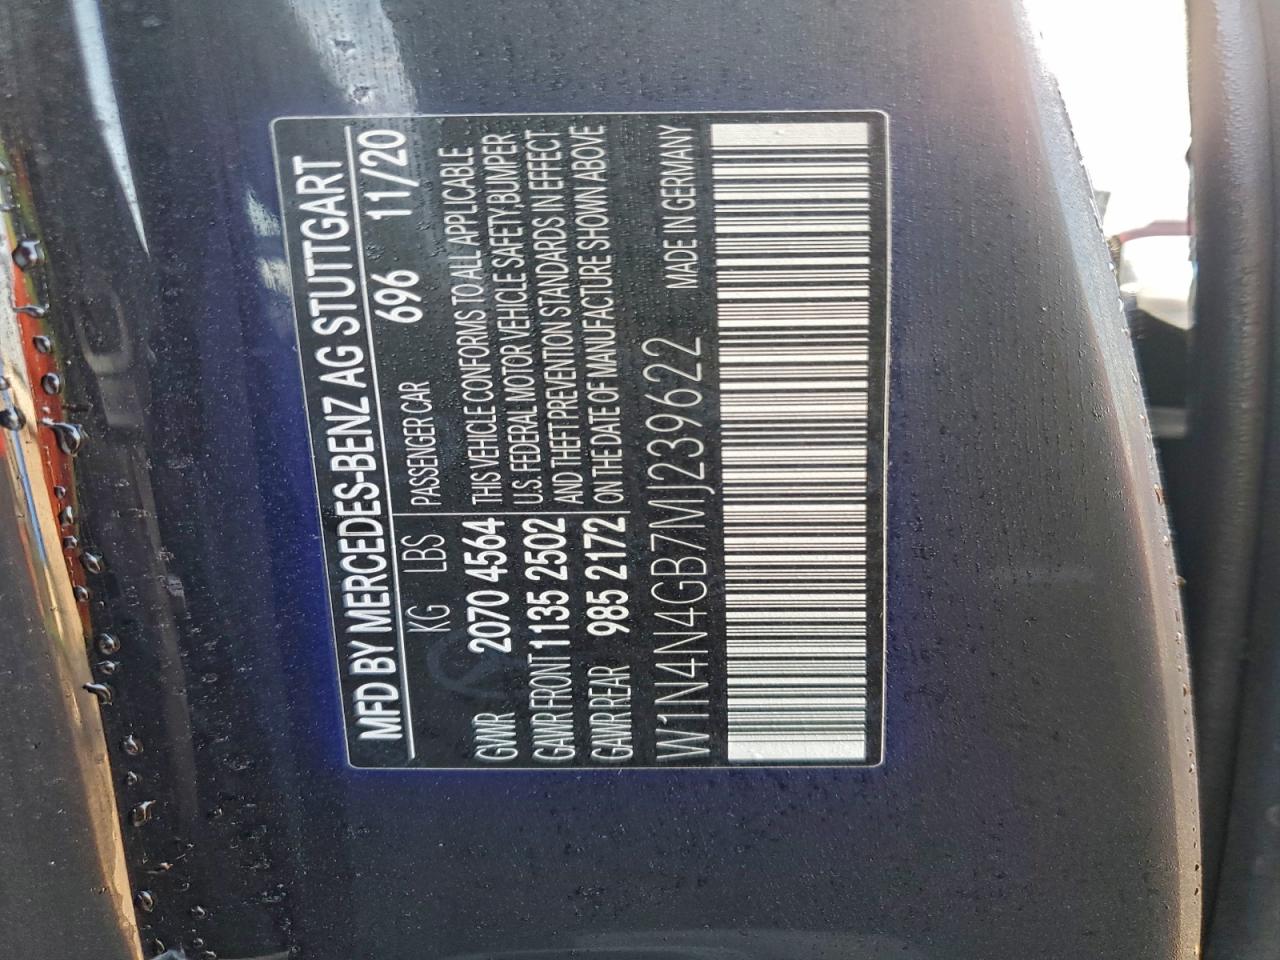 MFD BY MERCEDES-BENZ AG STUTTGART
KG LBS PASSENGER CAR 696 11/20
GVWR 2070 4564 THIS VEHICLE CONFORMS TO ALL APPLICABLE
GAWR FRONT 1135 2502 U.S. FEDERAL MOTOR VEHICLE SAFETY,BUMPER
AND THEFT PREVENTION STANDARDS IN EFFECT
GAWR REAR 985 2172 ON THE DATE OF MANUFACTURE SHOWN ABOVE
W1N4N4GB7MJ239622 MADE IN GERMANY